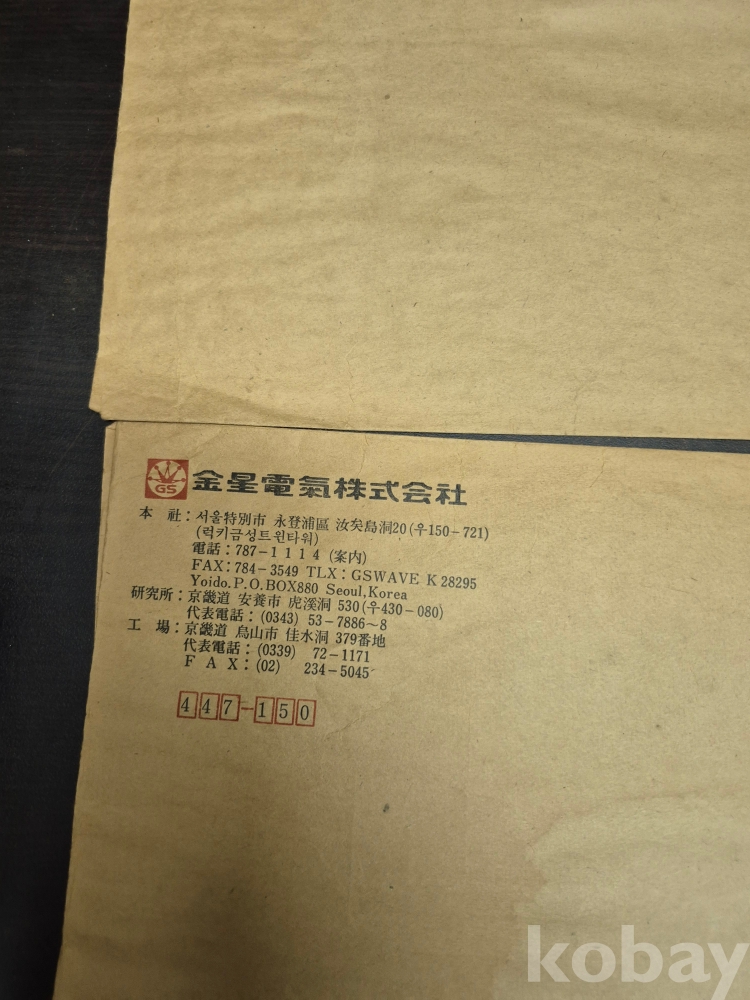 GS 金星電氣株式会社
本 社 : 서울特別市 永登浦區 汝矣島洞20(우150-721)
(럭키금성트윈타워)
電話 : 787-1114 (案内)
FAX : 784-3549 TLX : GSWAVE K 28295
Yoido.P.O.BOX880 Seoul,Korea
研究所 : 京畿道 安養市 虎溪洞 530(우430-080)
代表電話 : (0343) 53-7886~8
工 場 : 京畿道 烏山市 佳水洞 379番地
代表電話 : (0339) 72-1171
F A X : (02) 234-5045
447-150
kobay